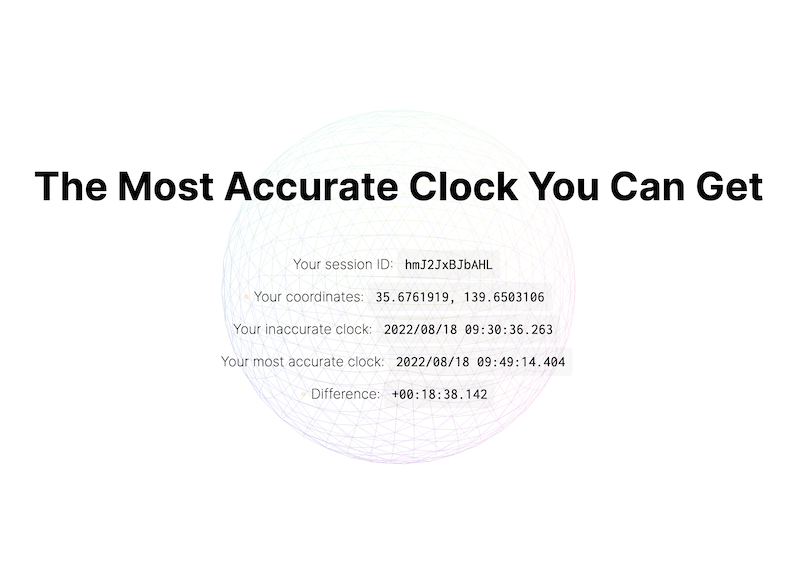 The Most Accurate Clock You Can Get
Your session ID: hmJ2JxBJbAHL
Your coordinates: 35.6761919, 139.6503106
Your inaccurate clock: 2022/08/18 09:30:36.263
Your most accurate clock: 2022/08/18 09:49:14.404
Difference: +00:18:38.142